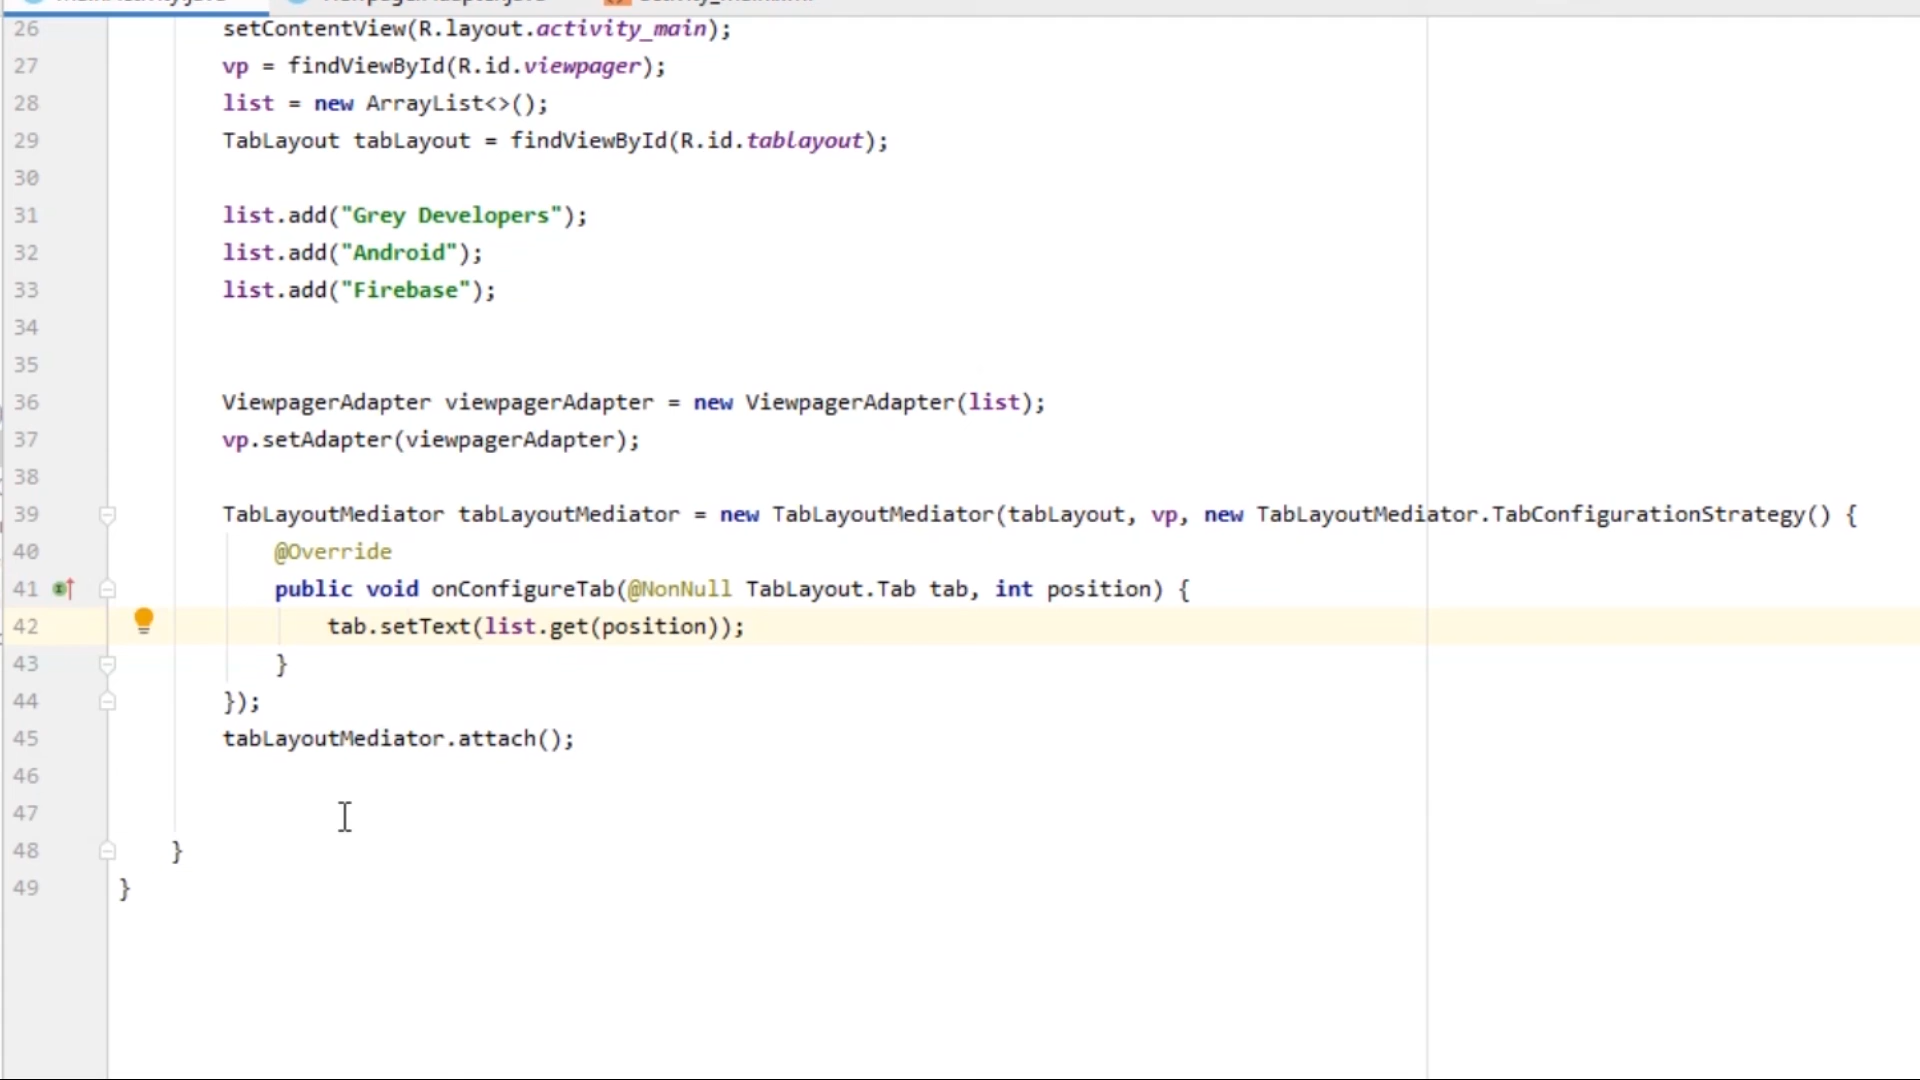 26 setContentView(R.layout.activity_main);
27 vp = findViewById(R.id.viewpager);
28 list = new ArrayList<>();
29 TabLayout tabLayout = findViewById(R.id.tablayout);
30
31 list.add("Grey Developers");
32 list.add("Android");
33 list.add("Firebase");
34
35
36 ViewpagerAdapter viewpagerAdapter = new ViewpagerAdapter(list);
37 vp.setAdapter(viewpagerAdapter);
38
39 TabLayoutMediator tabLayoutMediator = new TabLayoutMediator(tabLayout, vp, new TabLayoutMediator.TabConfigurationStrategy() {
40 @Override
41 public void onConfigureTab(@NonNull TabLayout.Tab tab, int position) {
42 tab.setText(list.get(position));
43 }
44 });
45 tabLayoutMediator.attach();
46
47
48 }
49 }